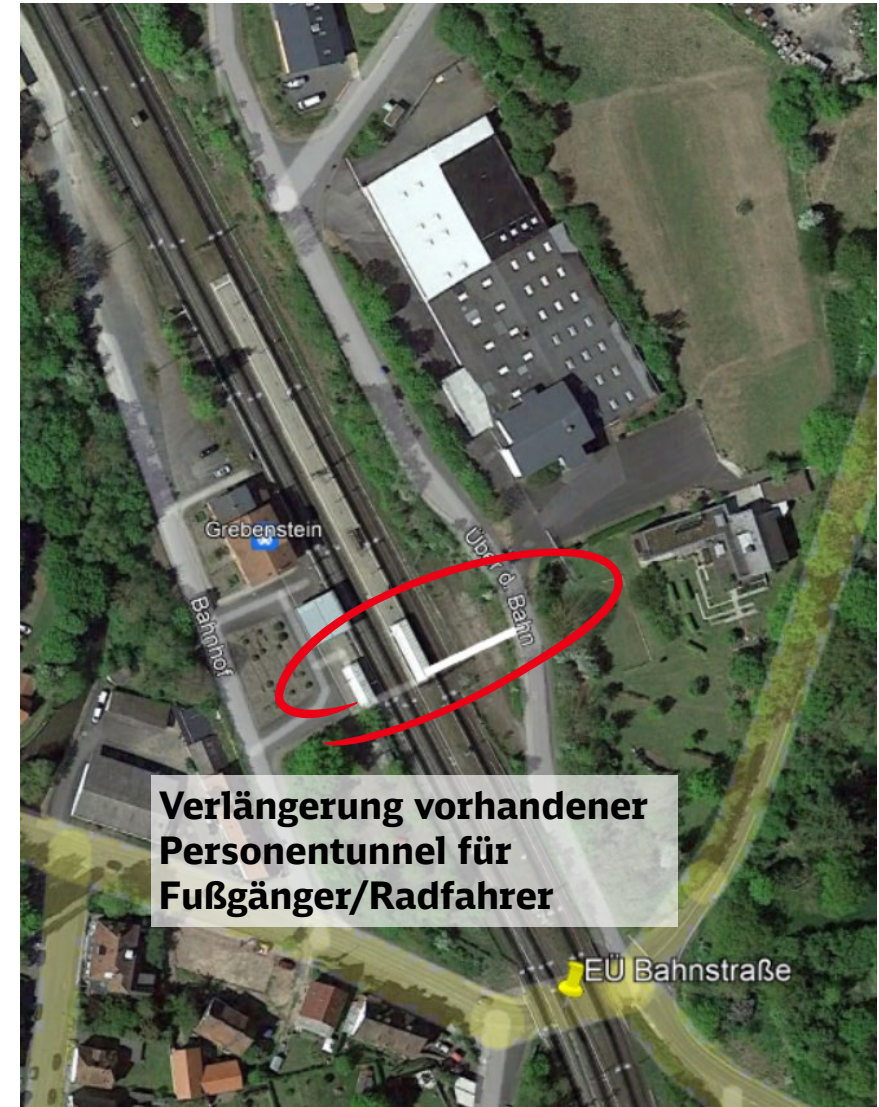 Grebenstein
Über d. Bahn
Bahnhof
Verlängerung vorhandener
Personentunnel für
Fußgänger/Radfahrer
EÜ Bahnstraße